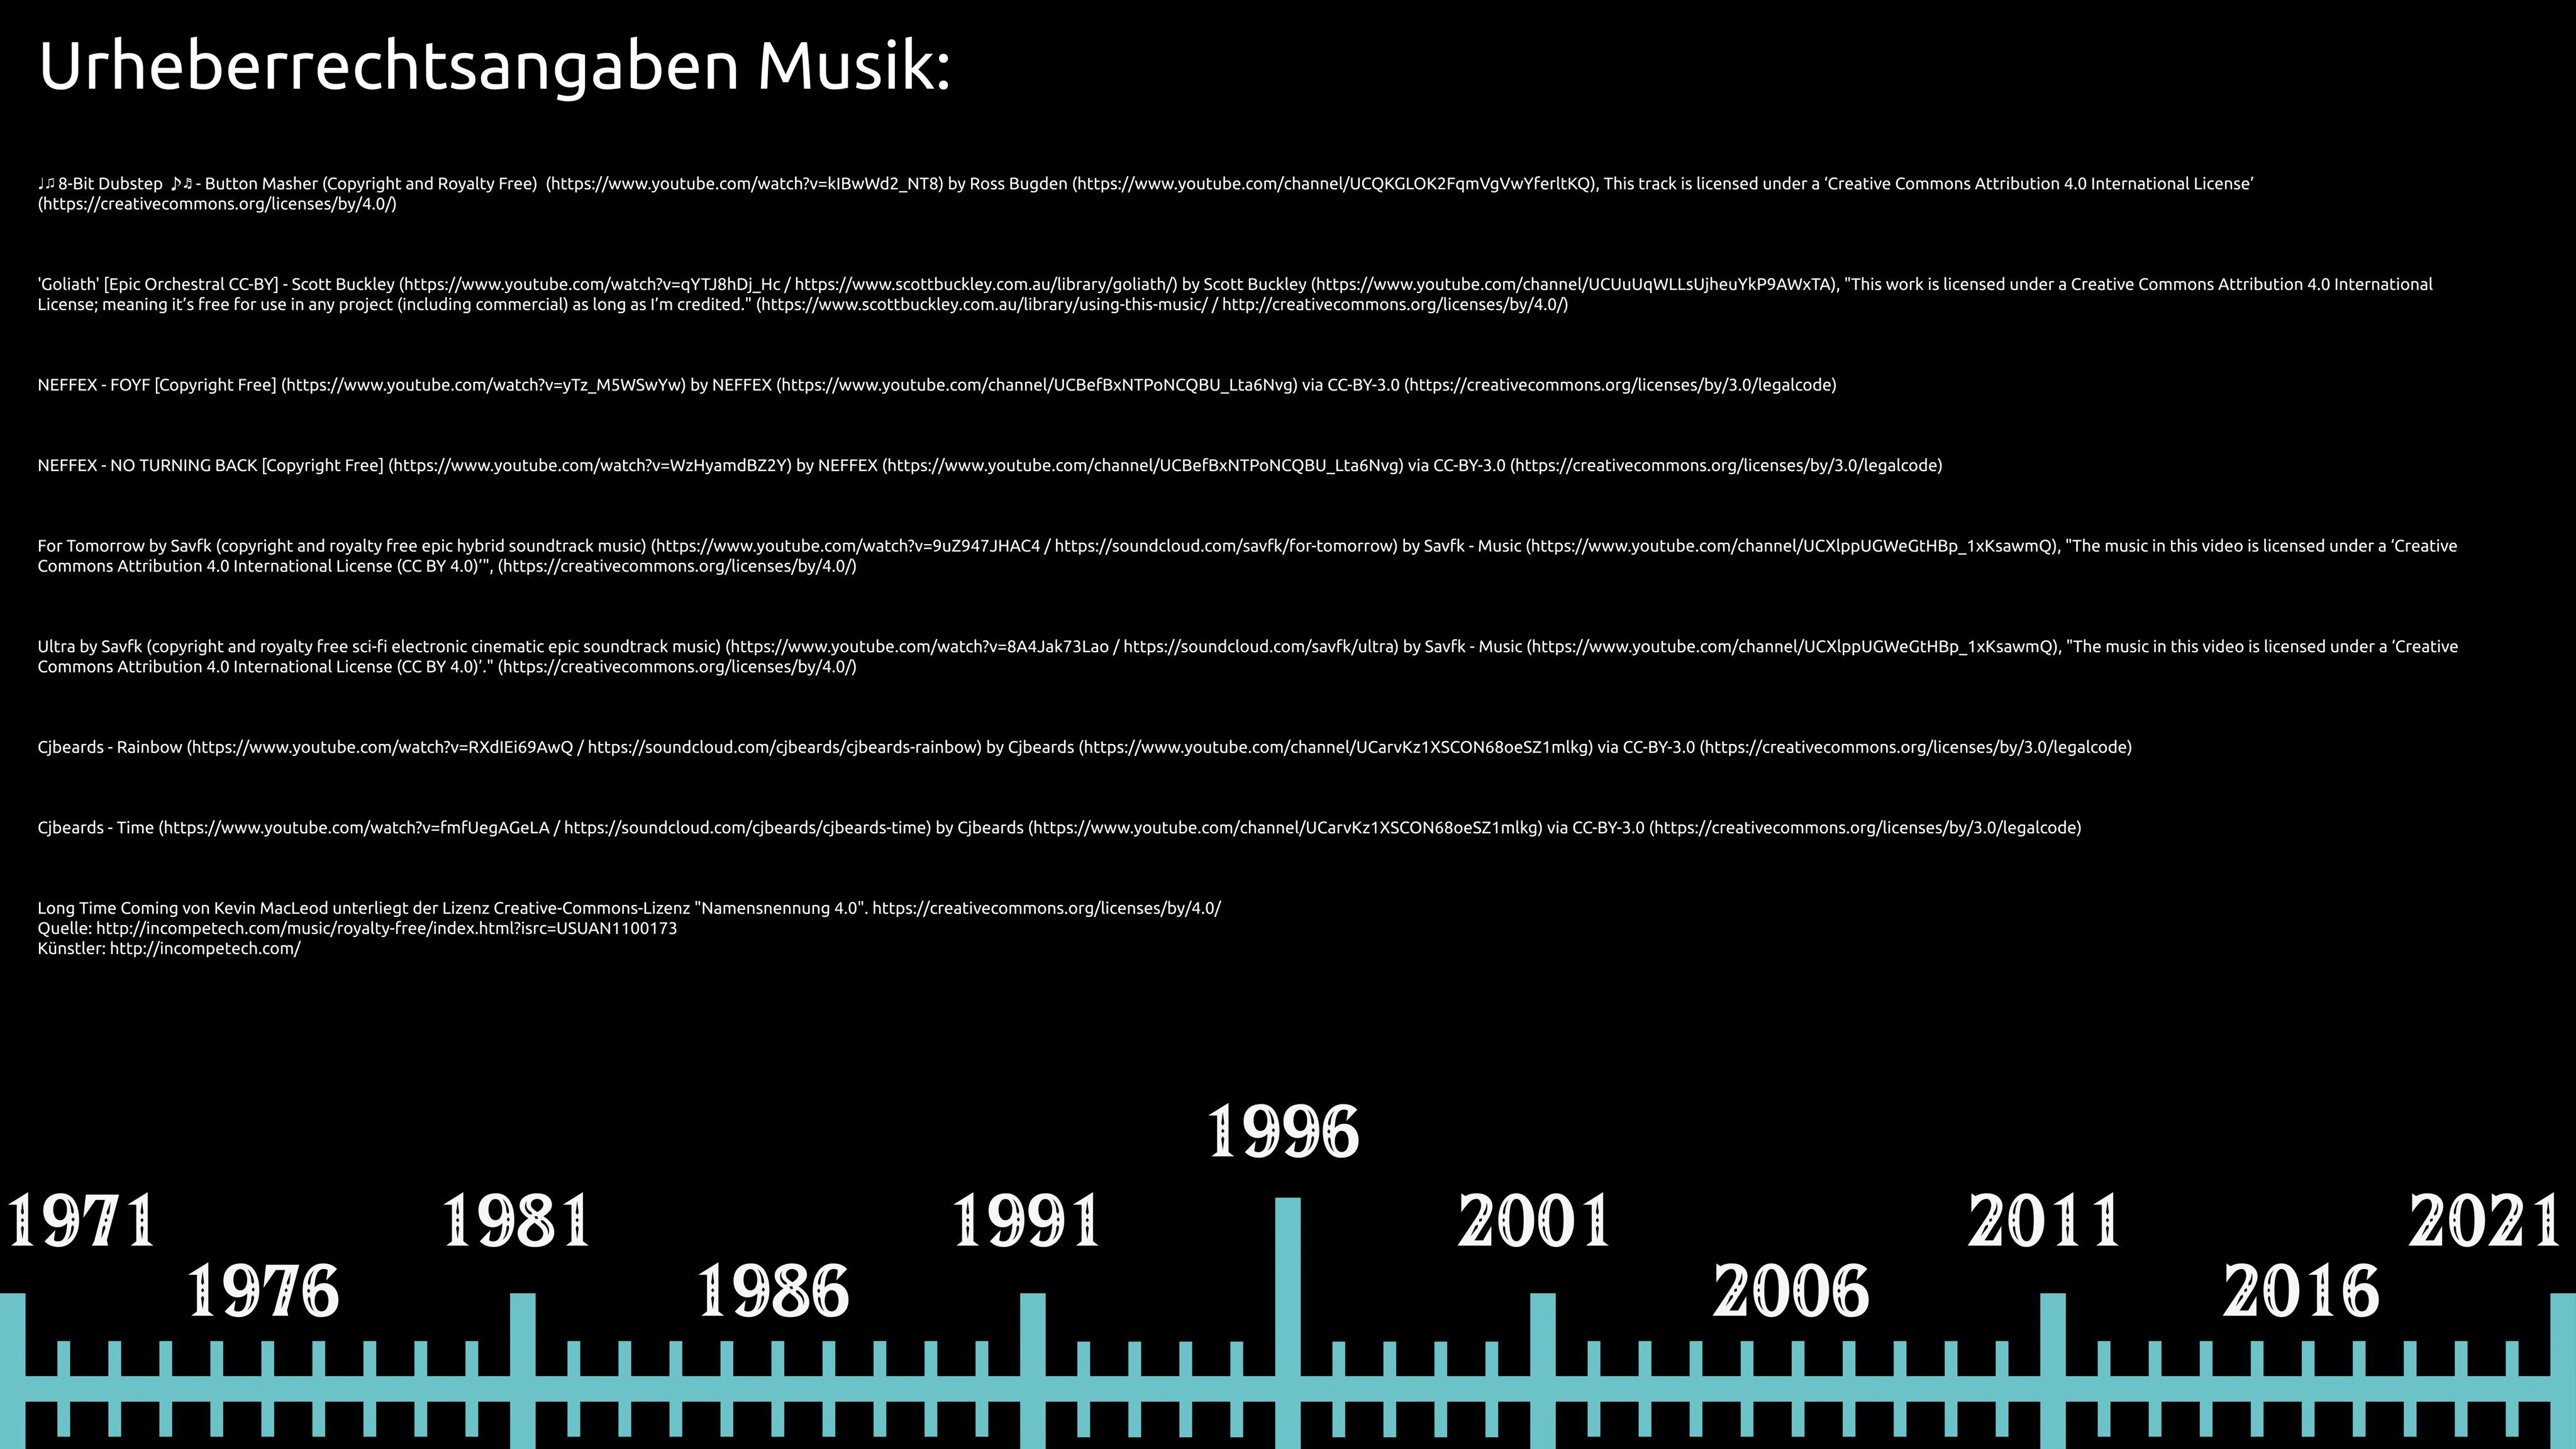 Urheberrechtsangaben Musik:
♩♫ 8-Bit Dubstep ♪♬ - Button Masher (Copyright and Royalty Free) (https://www.youtube.com/watch?v=kIBwWd2_NT8) by Ross Bugden (https://www.youtube.com/channel/UCQKGLOK2FqmVgVwYferltKQ), This track is licensed under a ‘Creative Commons Attribution 4.0 International License’
(https://creativecommons.org/licenses/by/4.0/)
'Goliath' [Epic Orchestral CC-BY] - Scott Buckley (https://www.youtube.com/watch?v=qYTJ8hDj_Hc / https://www.scottbuckley.com.au/library/goliath/) by Scott Buckley (https://www.youtube.com/channel/UCUuUqWLLsUjheuYkP9AWxTA), "This work is licensed under a Creative Commons Attribution 4.0 International
License; meaning it’s free for use in any project (including commercial) as long as I’m credited." (https://www.scottbuckley.com.au/library/using-this-music/ / http://creativecommons.org/licenses/by/4.0/)
NEFFEX - FOYF [Copyright Free] (https://www.youtube.com/watch?v=yTz_M5WSwYw) by NEFFEX (https://www.youtube.com/channel/UCBefBxNTPoNCQBU_Lta6Nvg) via CC-BY-3.0 (https://creativecommons.org/licenses/by/3.0/legalcode)
NEFFEX - NO TURNING BACK [Copyright Free] (https://www.youtube.com/watch?v=WzHyamdBZ2Y) by NEFFEX (https://www.youtube.com/channel/UCBefBxNTPoNCQBU_Lta6Nvg) via CC-BY-3.0 (https://creativecommons.org/licenses/by/3.0/legalcode)
For Tomorrow by Savfk (copyright and royalty free epic hybrid soundtrack music) (https://www.youtube.com/watch?v=9uZ947JHAC4 / https://soundcloud.com/savfk/for-tomorrow) by Savfk - Music (https://www.youtube.com/channel/UCXlppUGWeGtHBp_1xKsawmQ), "The music in this video is licensed under a ‘Creative
Commons Attribution 4.0 International License (CC BY 4.0)’", (https://creativecommons.org/licenses/by/4.0/)
Ultra by Savfk (copyright and royalty free sci-fi electronic cinematic epic soundtrack music) (https://www.youtube.com/watch?v=8A4Jak73Lao / https://soundcloud.com/savfk/ultra) by Savfk - Music (https://www.youtube.com/channel/UCXlppUGWeGtHBp_1xKsawmQ), "The music in this video is licensed under a ‘Creative
Commons Attribution 4.0 International License (CC BY 4.0)’." (https://creativecommons.org/licenses/by/4.0/)
Cjbeards - Rainbow (https://www.youtube.com/watch?v=RXdIEi69AwQ / https://soundcloud.com/cjbeards/cjbeards-rainbow) by Cjbeards (https://www.youtube.com/channel/UCarvKz1XSCON68oeSZ1mlkg) via CC-BY-3.0 (https://creativecommons.org/licenses/by/3.0/legalcode)
Cjbeards - Time (https://www.youtube.com/watch?v=fmfUegAGeLA / https://soundcloud.com/cjbeards/cjbeards-time) by Cjbeards (https://www.youtube.com/channel/UCarvKz1XSCON68oeSZ1mlkg) via CC-BY-3.0 (https://creativecommons.org/licenses/by/3.0/legalcode)
Long Time Coming von Kevin MacLeod unterliegt der Lizenz Creative-Commons-Lizenz "Namensnennung 4.0". https://creativecommons.org/licenses/by/4.0/
Quelle: http://incompetech.com/music/royalty-free/index.html?isrc=USUAN1100173
Künstler: http://incompetech.com/
1996
1971 1981 1991 2001 2011 2021
1976 1986 2006 2016